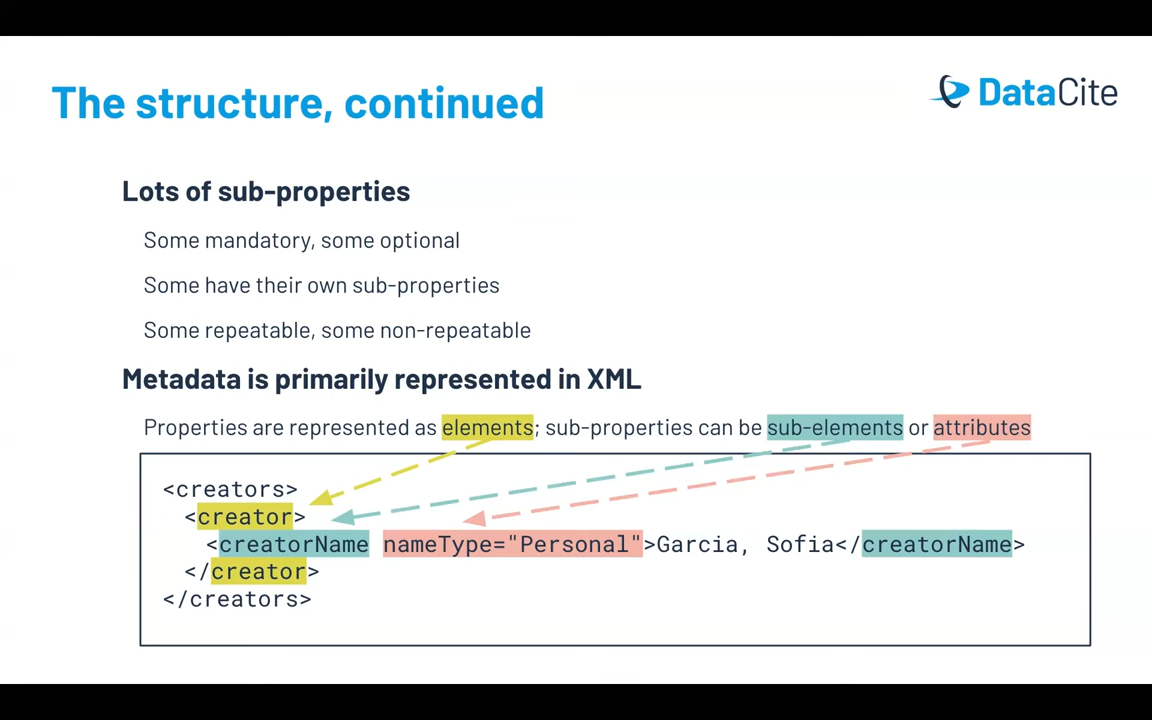 The structure, continued
DataCite
Lots of sub-properties
Some mandatory, some optional
Some have their own sub-properties
Some repeatable, some non-repeatable
Metadata is primarily represented in XML
Properties are represented as elements; sub-properties can be sub-elements or attributes
<creators>
<creator>
<creatorName nameType="Personal">Garcia, Sofia</creatorName>
</creator>
</creators>